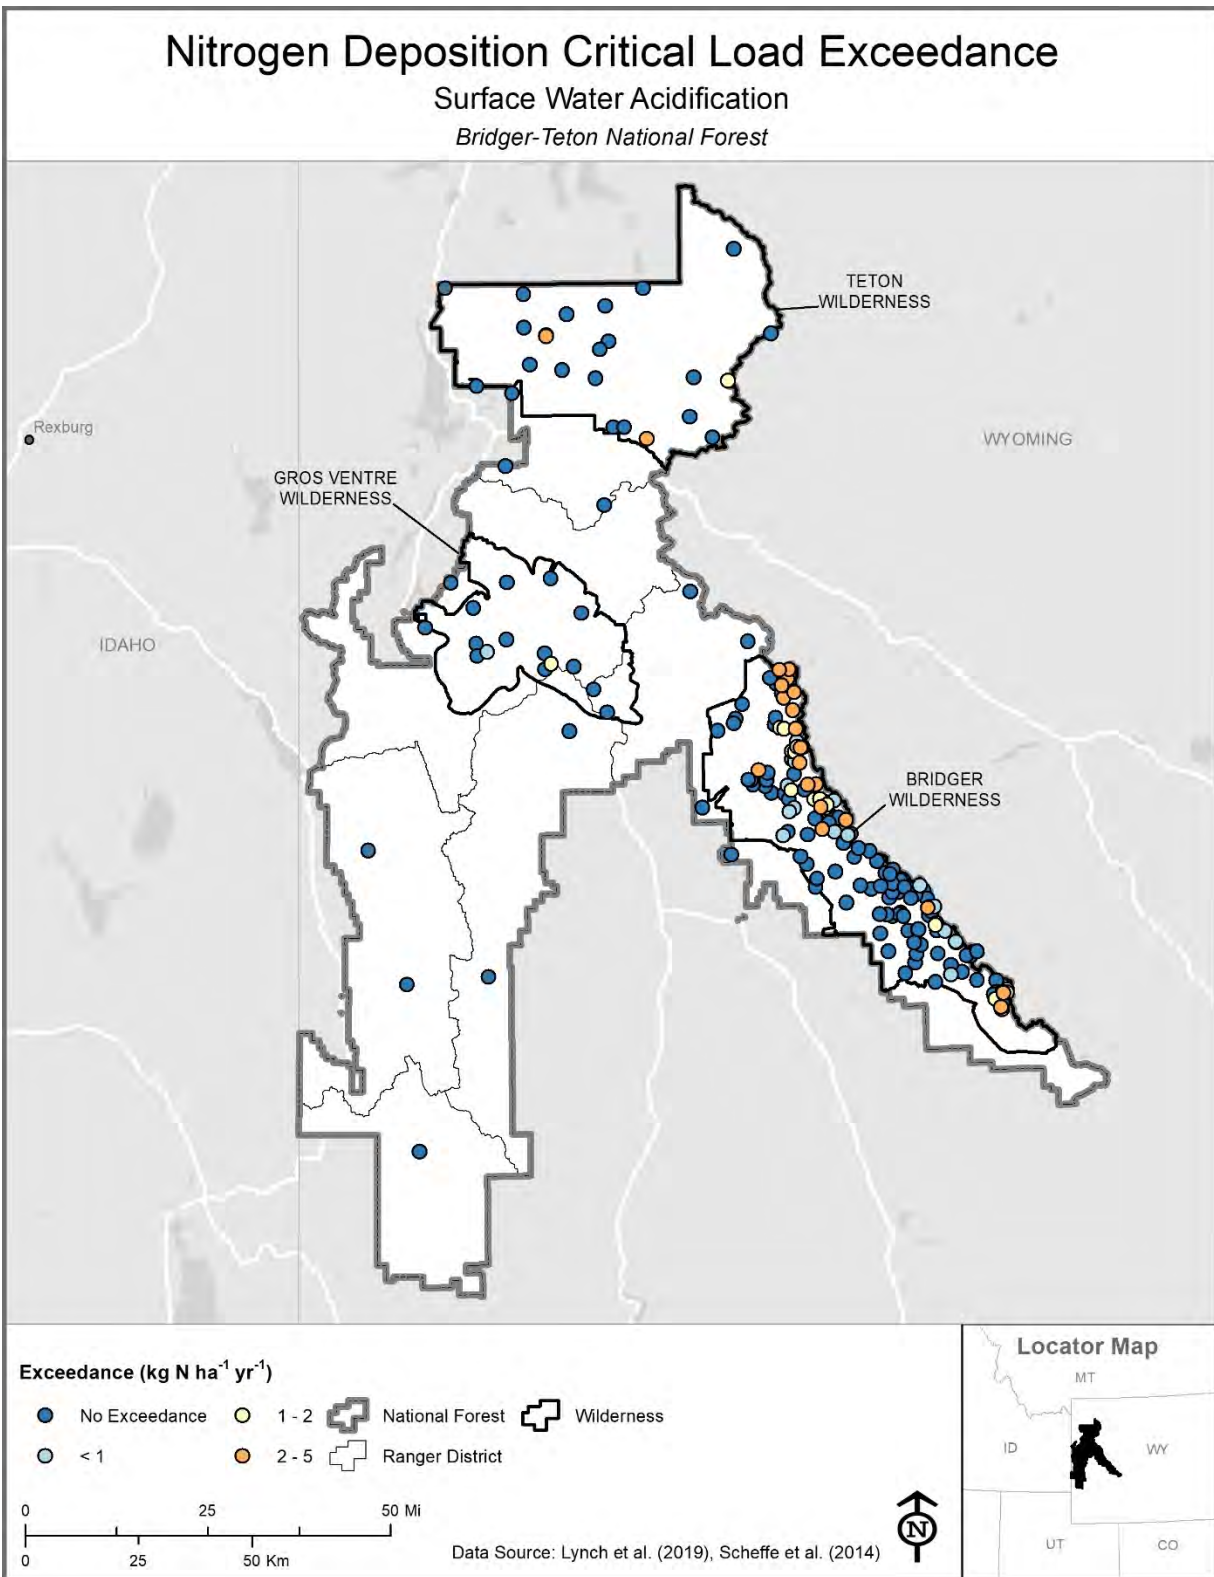 Nitrogen Deposition Critical Load Exceedance
Surface Water Acidification
Bridger-Teton National Forest
TETON
WILDERNESS
Rexburg
WYOMING
GROS VENTRE
WILDERNESS
IDAHO
BRIDGER
WILDERNESS
Exceedance (kg N ha⁻¹ yr⁻¹)
No Exceedance
1 - 2
National Forest
Wilderness
< 1
2 - 5
Ranger District
0 25 50 Mi
0 25 50 Km
Data Source: Lynch et al. (2019), Scheffe et al. (2014)
N
Locator Map
MT
ID
WY
UT
CO